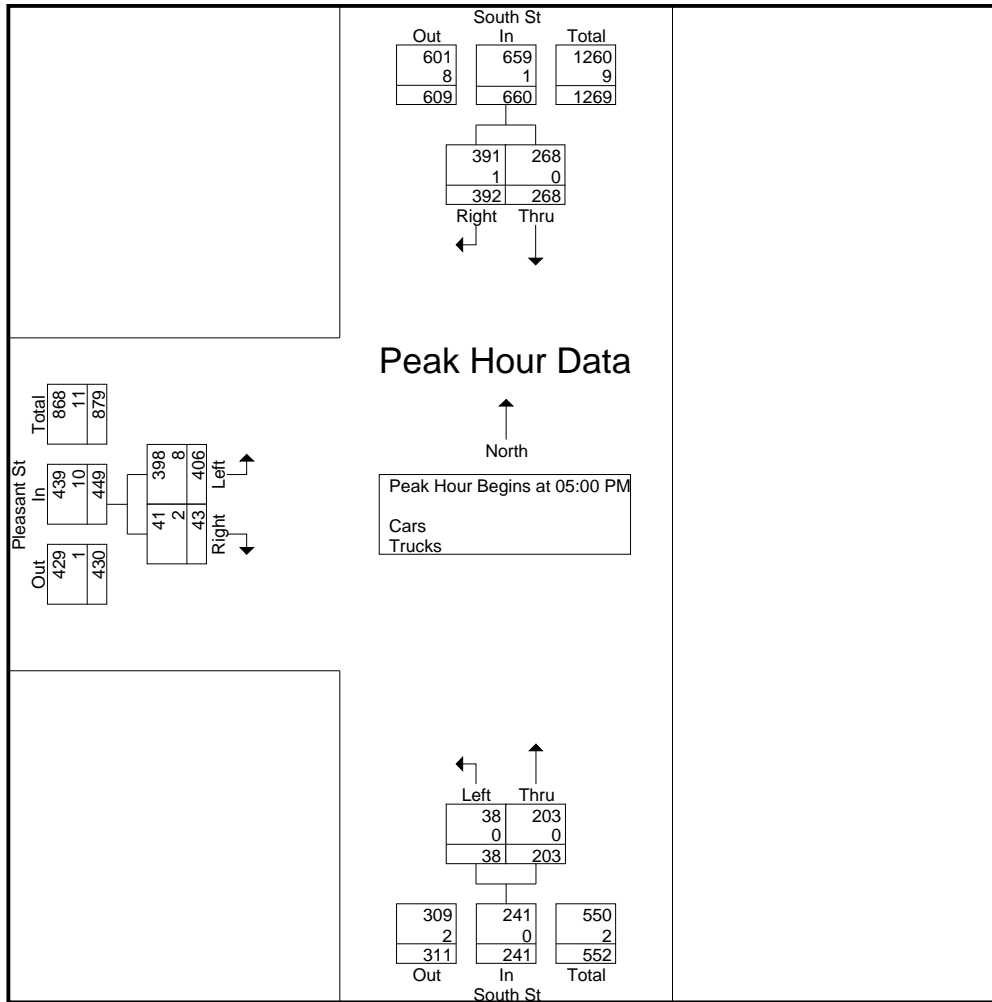 South St
Out In Total
601 659 1260
8 1 9
609 660 1269
391 268
1 0
392 268
Right Thru
Peak Hour Data
North
Peak Hour Begins at 05:00 PM
Cars
Trucks
Pleasant St
Out In Total
429 439 868
1 10 11
430 449 879
41 398
2 8
43 406
Right Left
Left Thru
38 203
0 0
38 203
309 241 550
2 0 2
311 241 552
Out In Total
South St